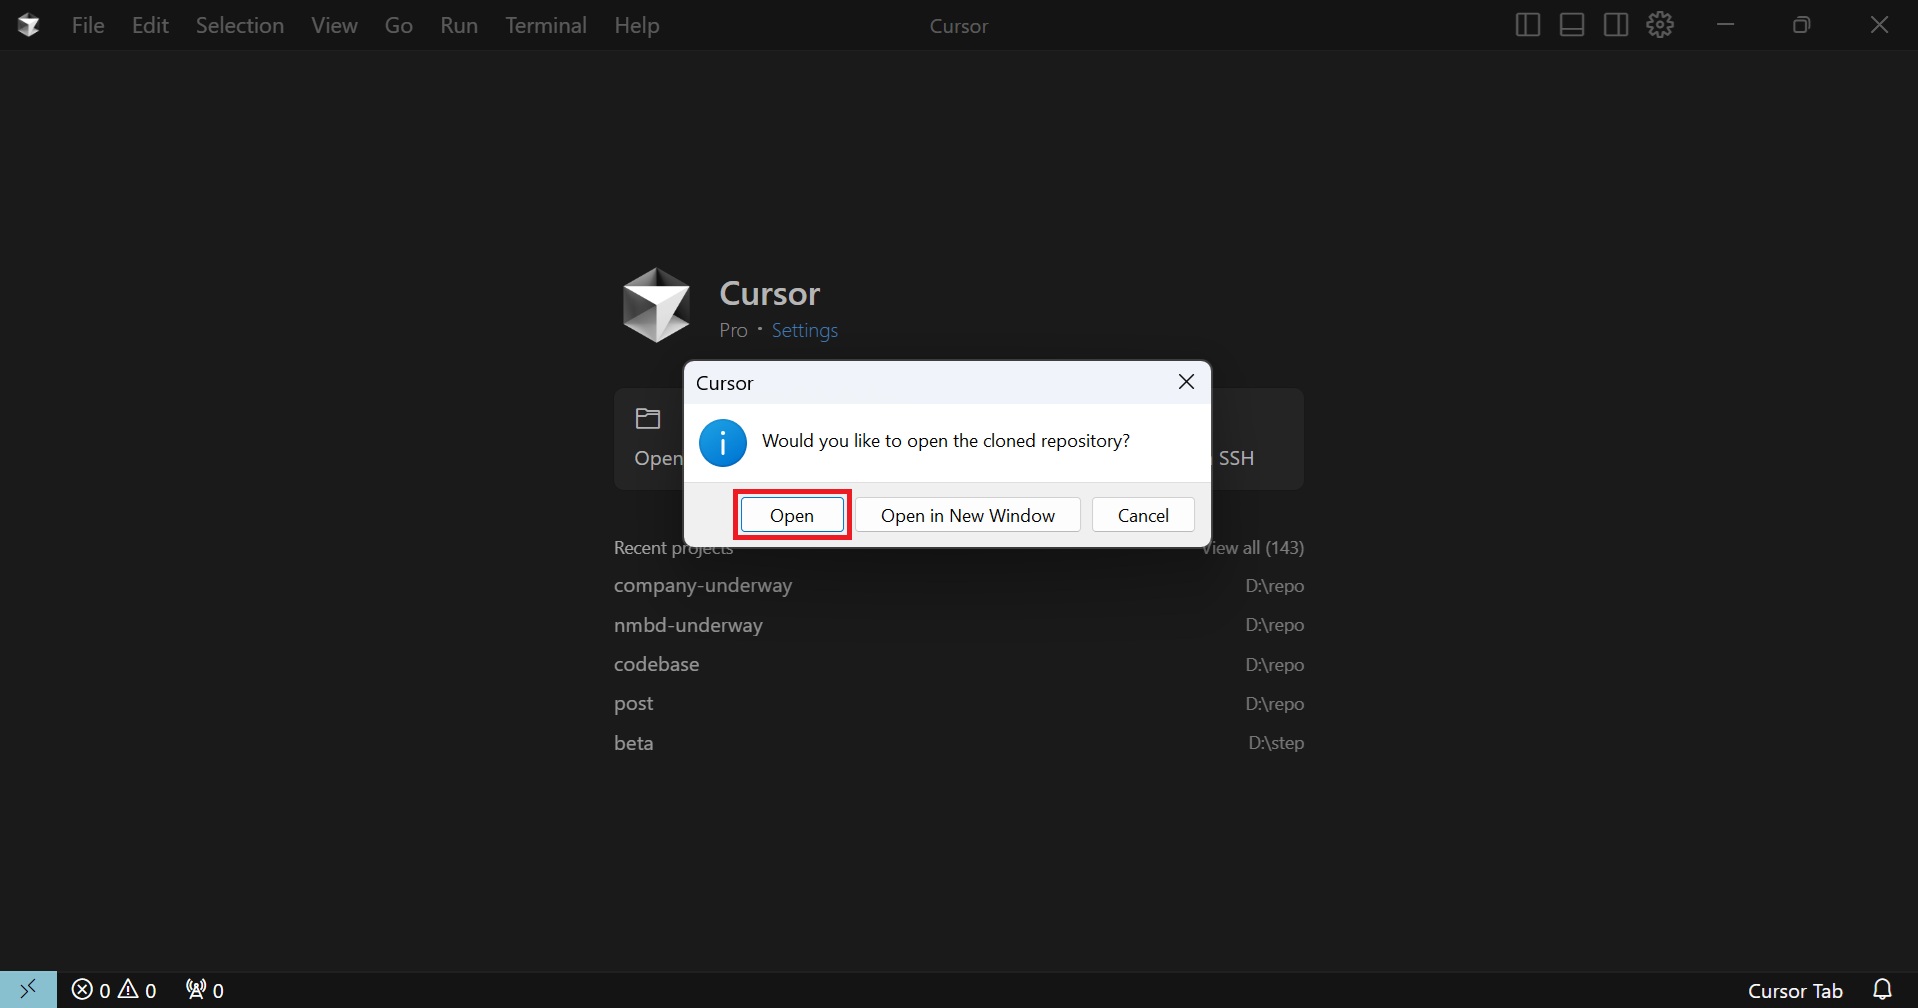 File Edit Selection View Go Run Terminal Help Cursor
Cursor
Pro • Settings
Cursor
Would you like to open the cloned repository?
Open SSH
Open Open in New Window Cancel
Recent projects View all (143)
company-underway D:\repo
nmbd-underway D:\repo
codebase D:\repo
post D:\repo
beta D:\step
0 0 0 Cursor Tab